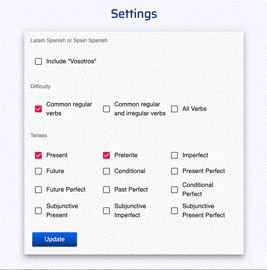 Settings
Latam Spanish or Spain Spanish
Include "Vosotros"
Difficulty
Common regular verbs
Common regular and irregular verbs
All Verbs
Tenses
Present
Preterite
Imperfect
Future
Conditional
Present Perfect
Future Perfect
Past Perfect
Conditional Perfect
Subjunctive Present
Subjunctive Imperfect
Subjunctive Present Perfect
Update